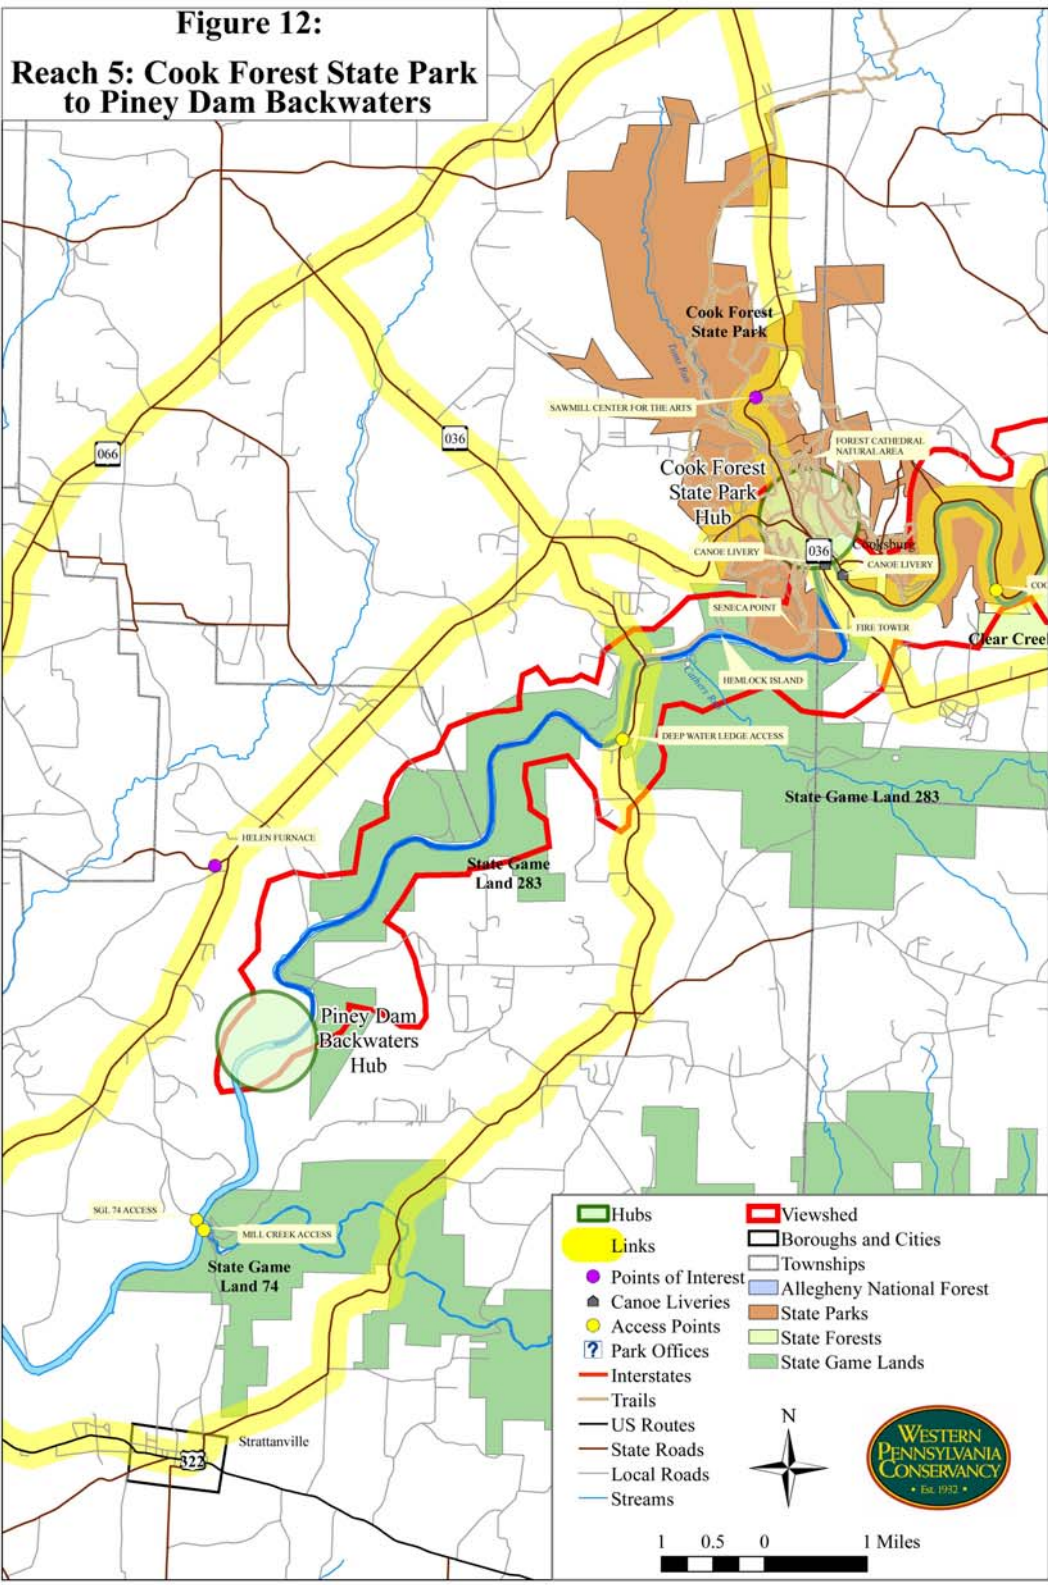 Figure 12:
Reach 5: Cook Forest State Park
to Piney Dam Backwaters
Cook Forest
State Park
Toms Run
SAWMILL CENTER FOR THE ARTS
066
036
FOREST CATHEDRAL
NATURAL AREA
Cook Forest
State Park
Hub
CANOE LIVERY
036
Cooksburg
CANOE LIVERY
COO
SENECA POINT
FIRE TOWER
Clear Creek
HEMLOCK ISLAND
Cathers Run
DEEP WATER LEDGE ACCESS
State Game Land 283
HELEN FURNACE
State Game
Land 283
Piney Dam
Backwaters
Hub
SGL 74 ACCESS
MILL CREEK ACCESS
State Game
Land 74
Strattanville
322
Hubs
Links
Points of Interest
Canoe Liveries
Access Points
? Park Offices
Interstates
Trails
US Routes
State Roads
Local Roads
Streams
Viewshed
Boroughs and Cities
Townships
Allegheny National Forest
State Parks
State Forests
State Game Lands
N
WESTERN
PENNSYLVANIA
CONSERVANCY
• Est. 1932 •
1 0.5 0 1 Miles